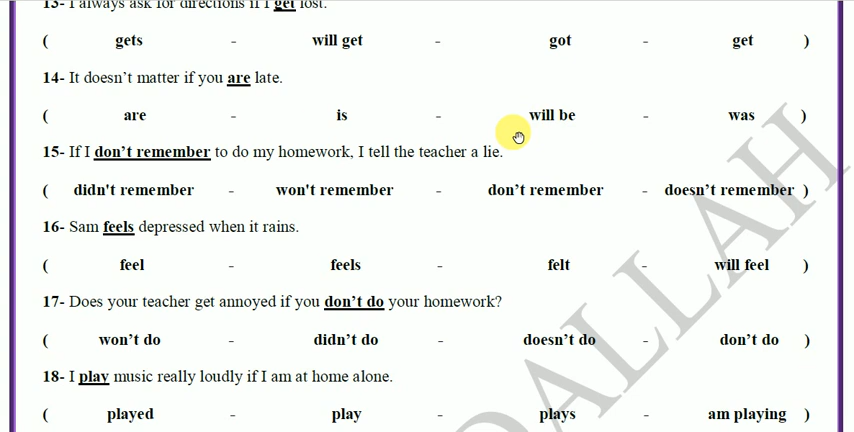 13- I always ask for directions if I get lost.
( gets - will get - got - get )
14- It doesn’t matter if you are late.
( are - is - will be - was )
15- If I don’t remember to do my homework, I tell the teacher a lie.
( didn't remember - won't remember - don’t remember - doesn’t remember )
16- Sam feels depressed when it rains.
( feel - feels - felt - will feel )
17- Does your teacher get annoyed if you don’t do your homework?
( won’t do - didn’t do - doesn’t do - don’t do )
18- I play music really loudly if I am at home alone.
( played - play - plays - am playing )
DALLAH